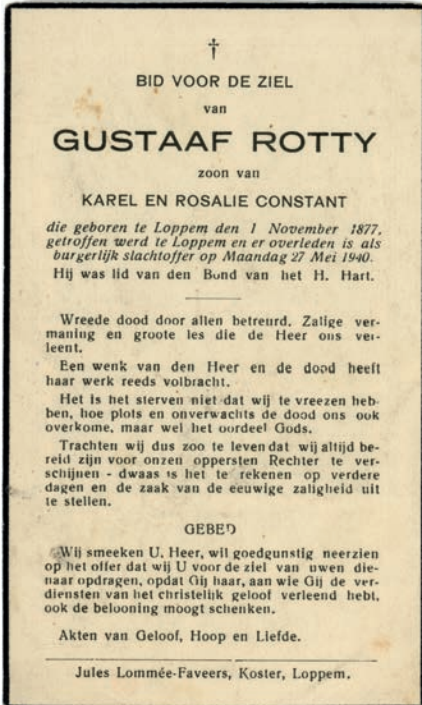 †
BID VOOR DE ZIEL
van
GUSTAAF ROTTY
zoon van
KAREL EN ROSALIE CONSTANT
die geboren te Loppem den 1 November 1877,
getroffen werd te Loppem en er overleden is als
burgerlijk slachtoffer op Maandag 27 Mei 1940.
Hij was lid van den Bond van het H. Hart.
Wreede dood door allen betreurd. Zalige ver-
maning en groote les die de Heer ons ver-
leent.
Een wenk van den Heer en de dood heeft
haar werk reeds volbracht.
Het is het sterven niet dat wij te vreezen heb-
ben, hoe plots en onverwachts de dood ons ook
overkome, maar wel het oordeel Gods.
Trachten wij dus zoo te leven dat wij altijd be-
reid zijn voor onzen oppersten Rechter te ver-
schijnen - dwaas is het te rekenen op verdere
dagen en de zaak van de eeuwige zaligheid uit
te stellen.
GEBED
Wij smeeken U, Heer, wil goedgunstig neerzien
op het offer dat wij U voor de ziel van uwen die-
naar opdragen, opdat Gij haar, aan wie Gij de ver-
diensten van het christelijk geloof verleend hebt,
ook de belooning moogt schenken.
Akten van Geloof, Hoop en Liefde.
Jules Lommée-Faveers, Koster, Loppem.